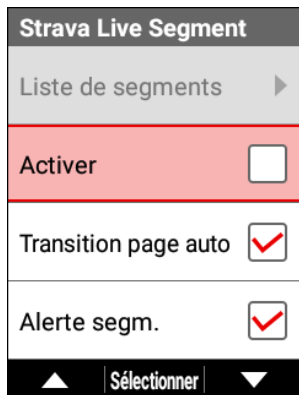 Strava Live Segment
Liste de segments
Activer
Transition page auto
Alerte segm.
Sélectionner